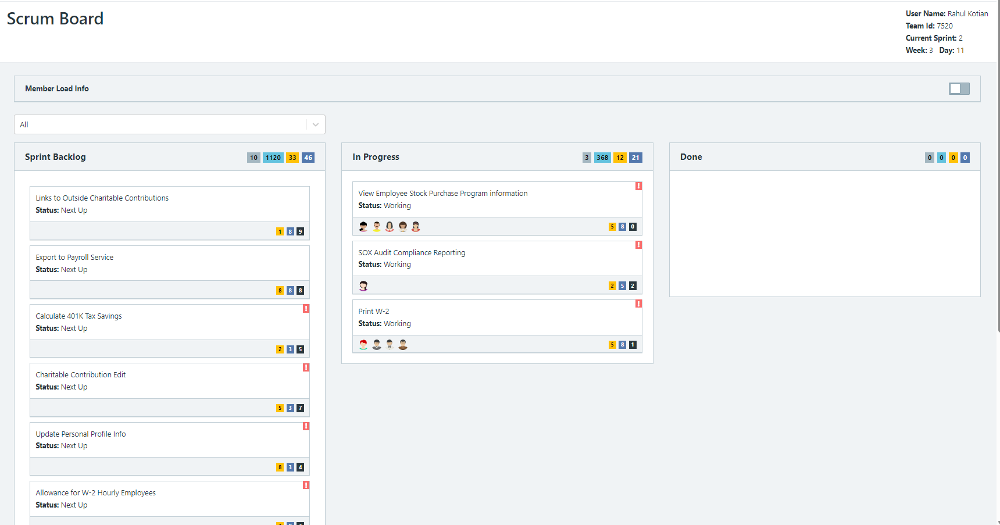 Scrum Board
User Name: Rahul Kotian
Team Id: 7520
Current Sprint: 2
Week: 3 Day: 11
Member Load Info
All
Sprint Backlog 10 1120 33 46
Links to Outside Charitable Contributions
Status: Next Up
1 8 9
Export to Payroll Service
Status: Next Up
8 8 8
!
Calculate 401K Tax Savings
Status: Next Up
2 3 5
!
Charitable Contribution Edit
Status: Next Up
5 3 7
!
Update Personal Profile Info
Status: Next Up
8 3 4
!
Allowance for W-2 Hourly Employees
Status: Next Up
In Progress 3 368 12 21
!
View Employee Stock Purchase Program information
Status: Working
5 8 0
!
SOX Audit Compliance Reporting
Status: Working
2 5 2
!
Print W-2
Status: Working
5 8 1
Done 0 0 0 0